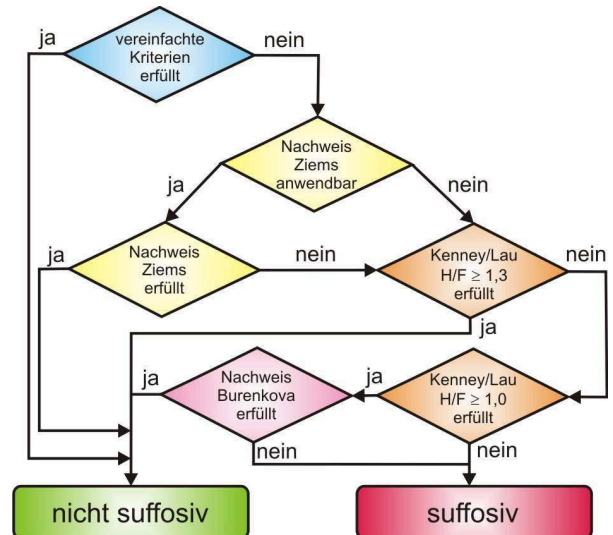 ja
vereinfachte
Kriterien
erfüllt
nein
Nachweis
Ziems
anwendbar
ja
nein
ja
Nachweis
Ziems
erfüllt
nein
Kenney/Lau
H/F ≥ 1,3
erfüllt
nein
ja
ja
Nachweis
Burenkova
erfüllt
ja
Kenney/Lau
H/F ≥ 1,0
erfüllt
nein
nein
nicht suffosiv
suffosiv